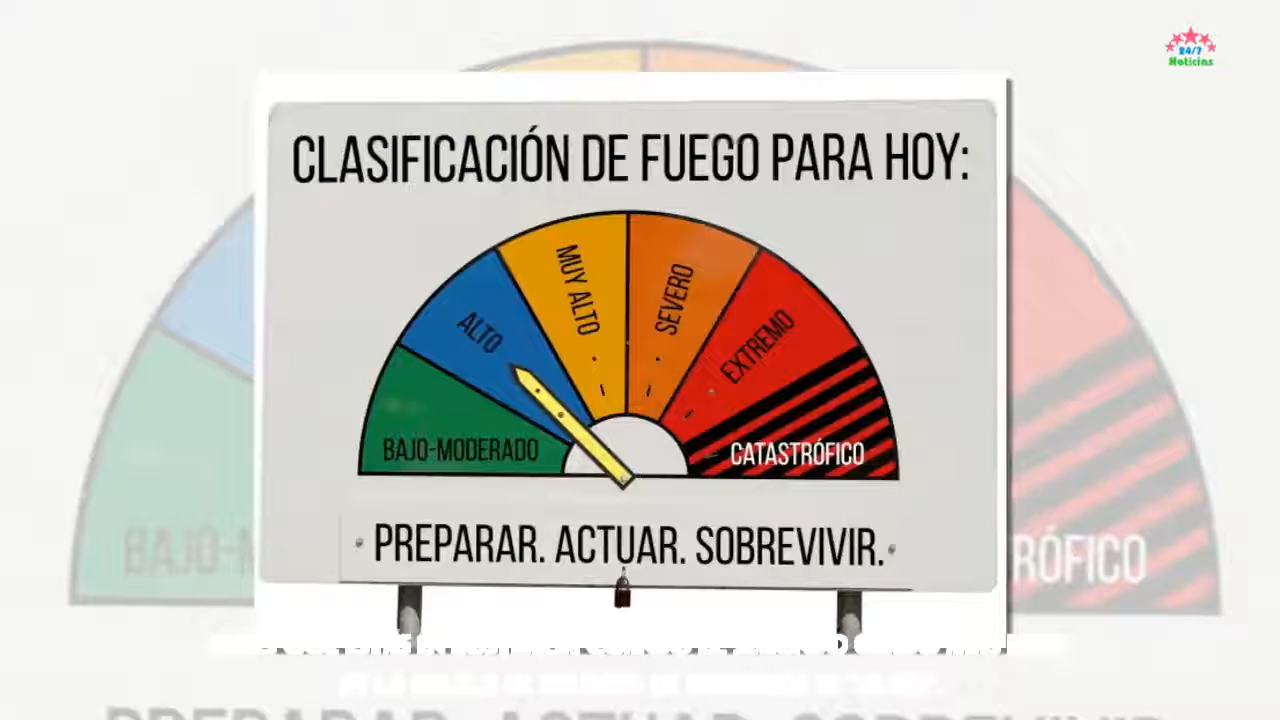 24/7
Noticias
CLASIFICACIÓN DE FUEGO PARA HOY:
MUY ALTO
SEVERO
ALTO
EXTREMO
BAJO-MODERADO
CATASTRÓFICO
PREPARAR. ACTUAR. SOBREVIVIR.